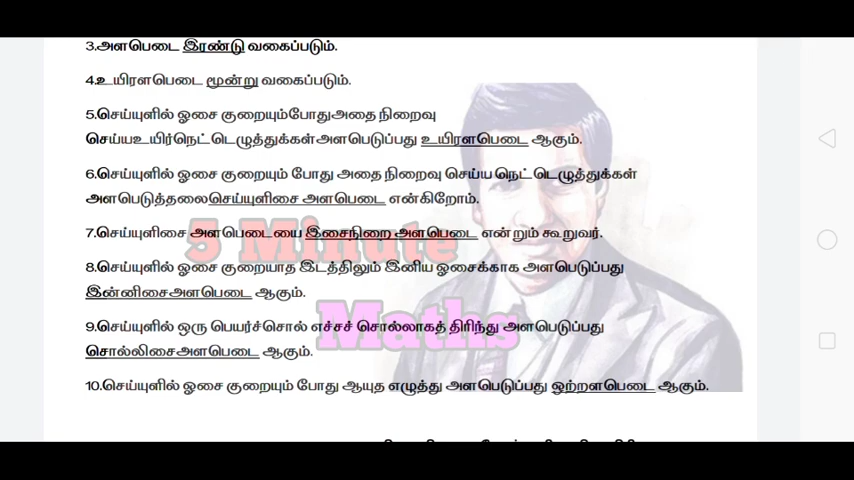 3.அளபெடை இரண்டு வகைப்படும்.
4.உயிரளபெடை மூன்று வகைப்படும்.
5.செய்யுளில் ஓசை குறையும்போதுஅதை நிறைவு
செய்யஉயிர்நெட்டெழுத்துக்கள்அளபெடுப்பது உயிரளபெடை ஆகும்.
6.செய்யுளில் ஓசை குறையும் போது அதை நிறைவு செய்ய நெட்டெழுத்துக்கள்
அளபெடுத்தலைசெய்யுளிசை அளபெடை என்கிறோம்.
7.செய்யுளிசை அளபெடையை இசைநிறை அளபெடை என்றும் கூறுவர்.
5 Minute
8.செய்யுளில் ஓசை குறையாத இடத்திலும் இனிய ஓசைக்காக அளபெடுப்பது
இன்னிசைஅளபெடை ஆகும்.
Maths
9.செய்யுளில் ஒரு பெயர்ச்சொல் எச்சச் சொல்லாகத் திரிந்து அளபெடுப்பது
சொல்லிசைஅளபெடை ஆகும்.
10.செய்யுளில் ஓசை குறையும் போது ஆயுத எழுத்து அளபெடுப்பது ஒற்றளபெடை ஆகும்.